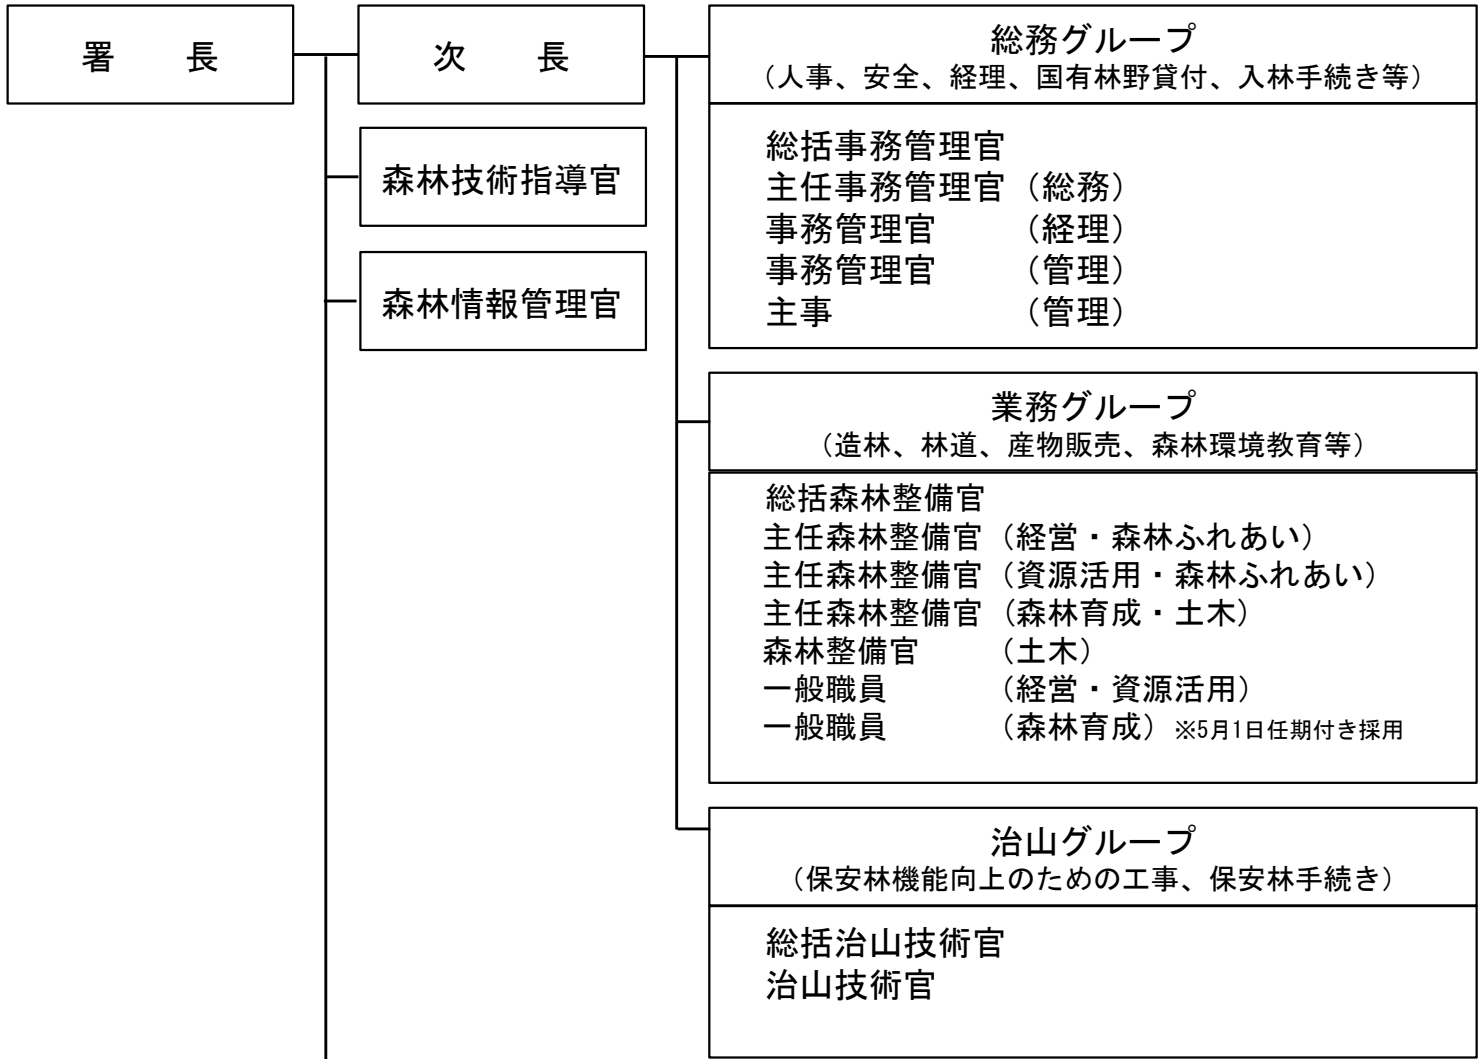 署　　長
次　　長
森林技術指導官
森林情報管理官
総務グループ
（人事、安全、経理、国有林野貸付、入林手続き等）
総括事務管理官
主任事務管理官（総務）
事務管理官　　（経理）
事務管理官　　（管理）
主事　　　　　（管理）
業務グループ
（造林、林道、産物販売、森林環境教育等）
総括森林整備官
主任森林整備官（経営・森林ふれあい）
主任森林整備官（資源活用・森林ふれあい）
主任森林整備官（森林育成・土木）
森林整備官　　（土木）
一般職員　　　（経営・資源活用）
一般職員　　　（森林育成）※5月1日任期付き採用
治山グループ
（保安林機能向上のための工事、保安林手続き）
総括治山技術官
治山技術官